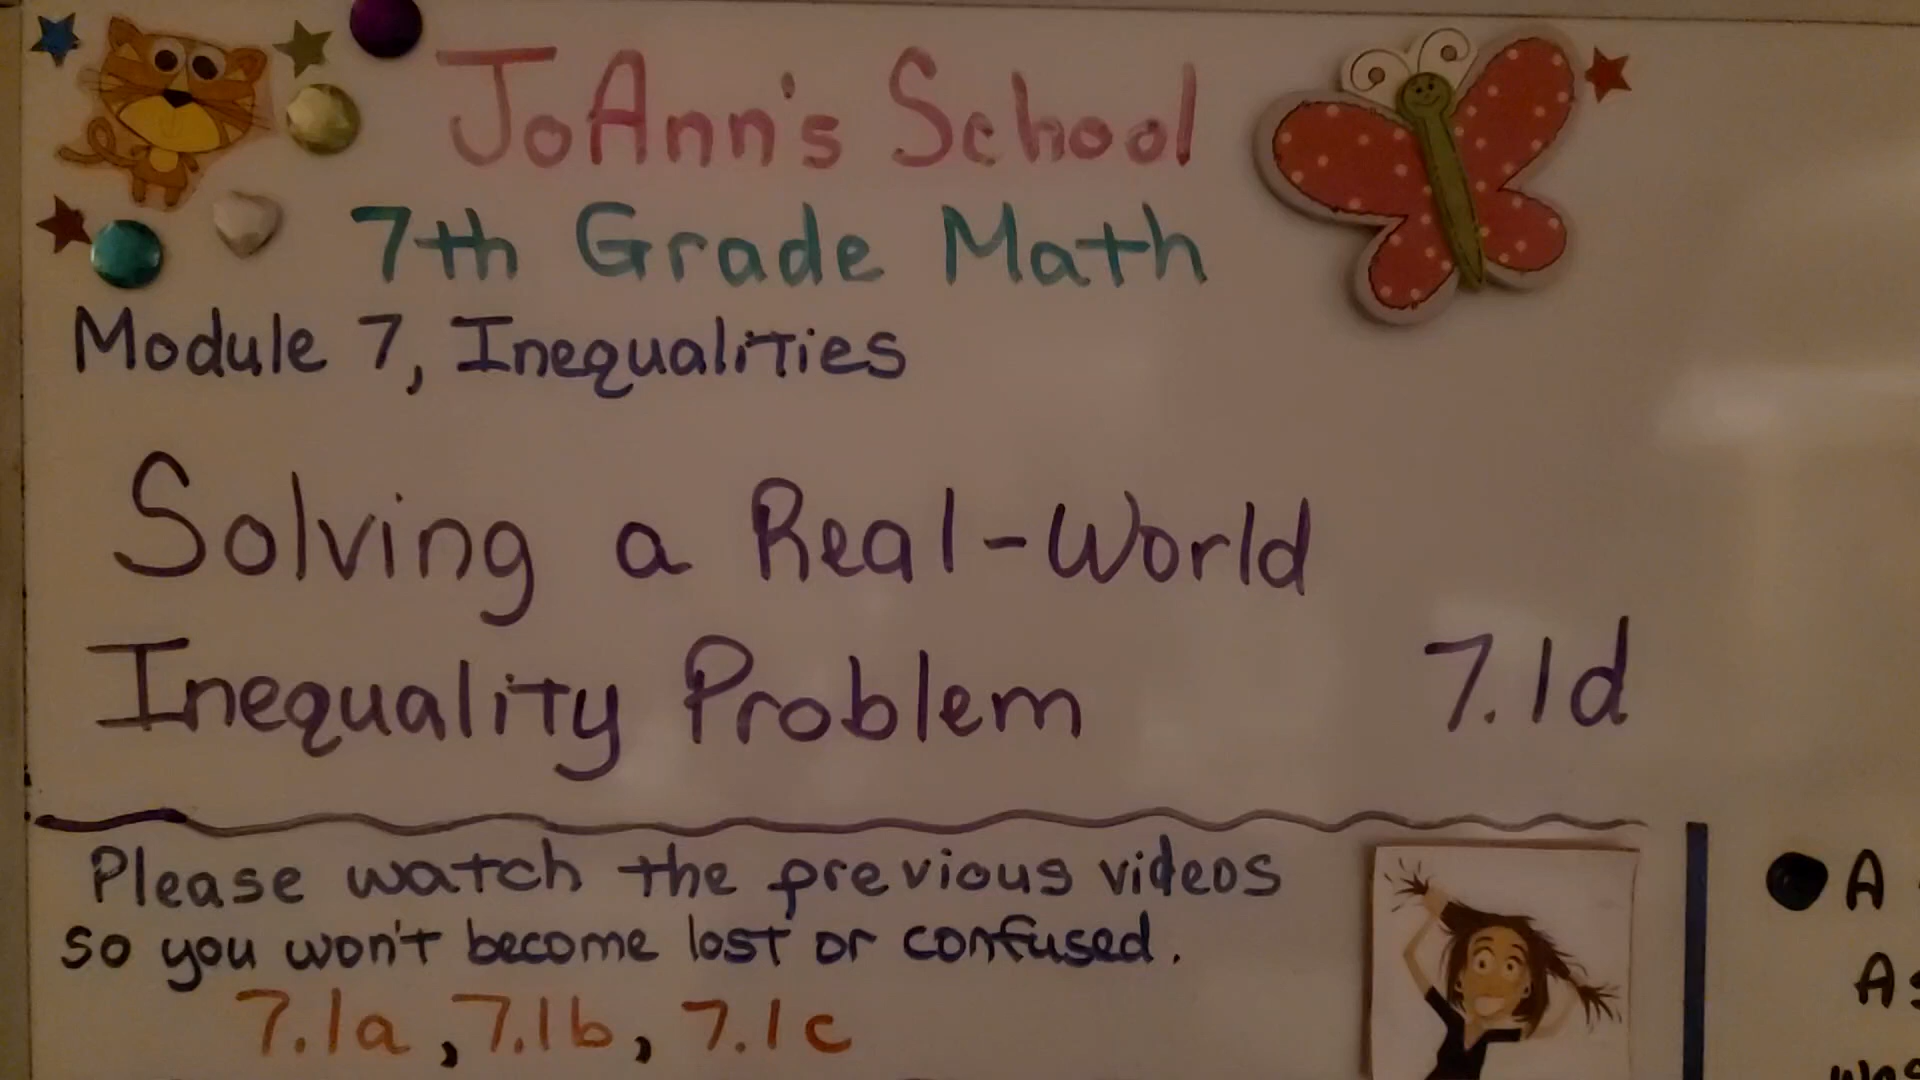 JoAnn's School
7th Grade Math
Module 7, Inequalities
Solving a Real-World
Inequality Problem 7.1d
Please watch the previous videos
so you won't become lost or confused.
7.1a, 7.1b, 7.1c
A